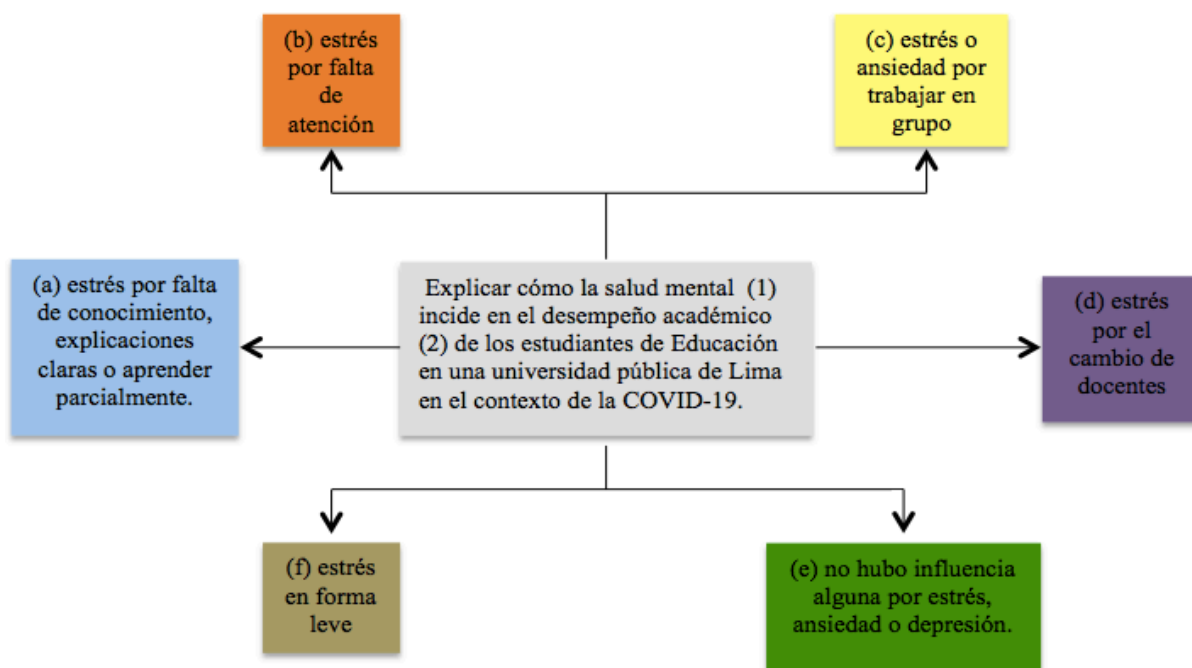 (b) estrés
por falta
de
atención
(c) estrés o
ansiedad por
trabajar en
grupo
(a) estrés por falta
de conocimiento,
explicaciones
claras o aprender
parcialmente.
Explicar cómo la salud mental (1)
incide en el desempeño académico
(2) de los estudiantes de Educación
en una universidad pública de Lima
en el contexto de la COVID-19.
(d) estrés
por el
cambio de
docentes
(f) estrés
en forma
leve
(e) no hubo influencia
alguna por estrés,
ansiedad o depresión.